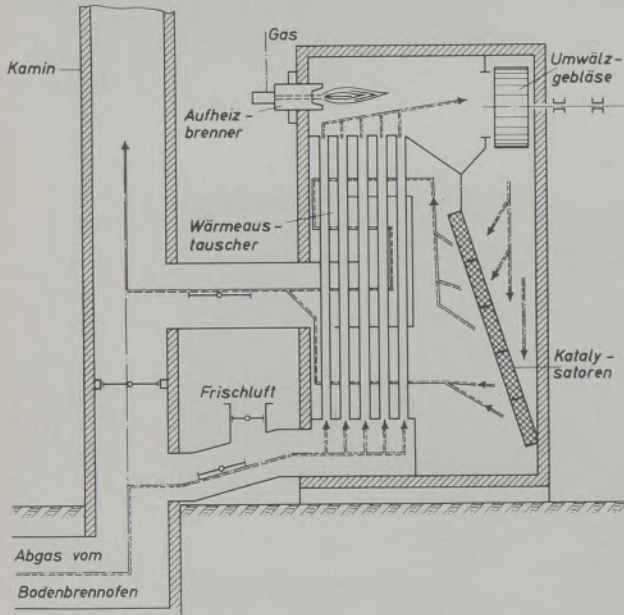 Gas
Kamin
Umwälz-
gebläse
Aufheiz-
brenner
Wärmeaus-
tauscher
Kataly-
satoren
Frischluft
Abgas vom
Bodenbrennofen